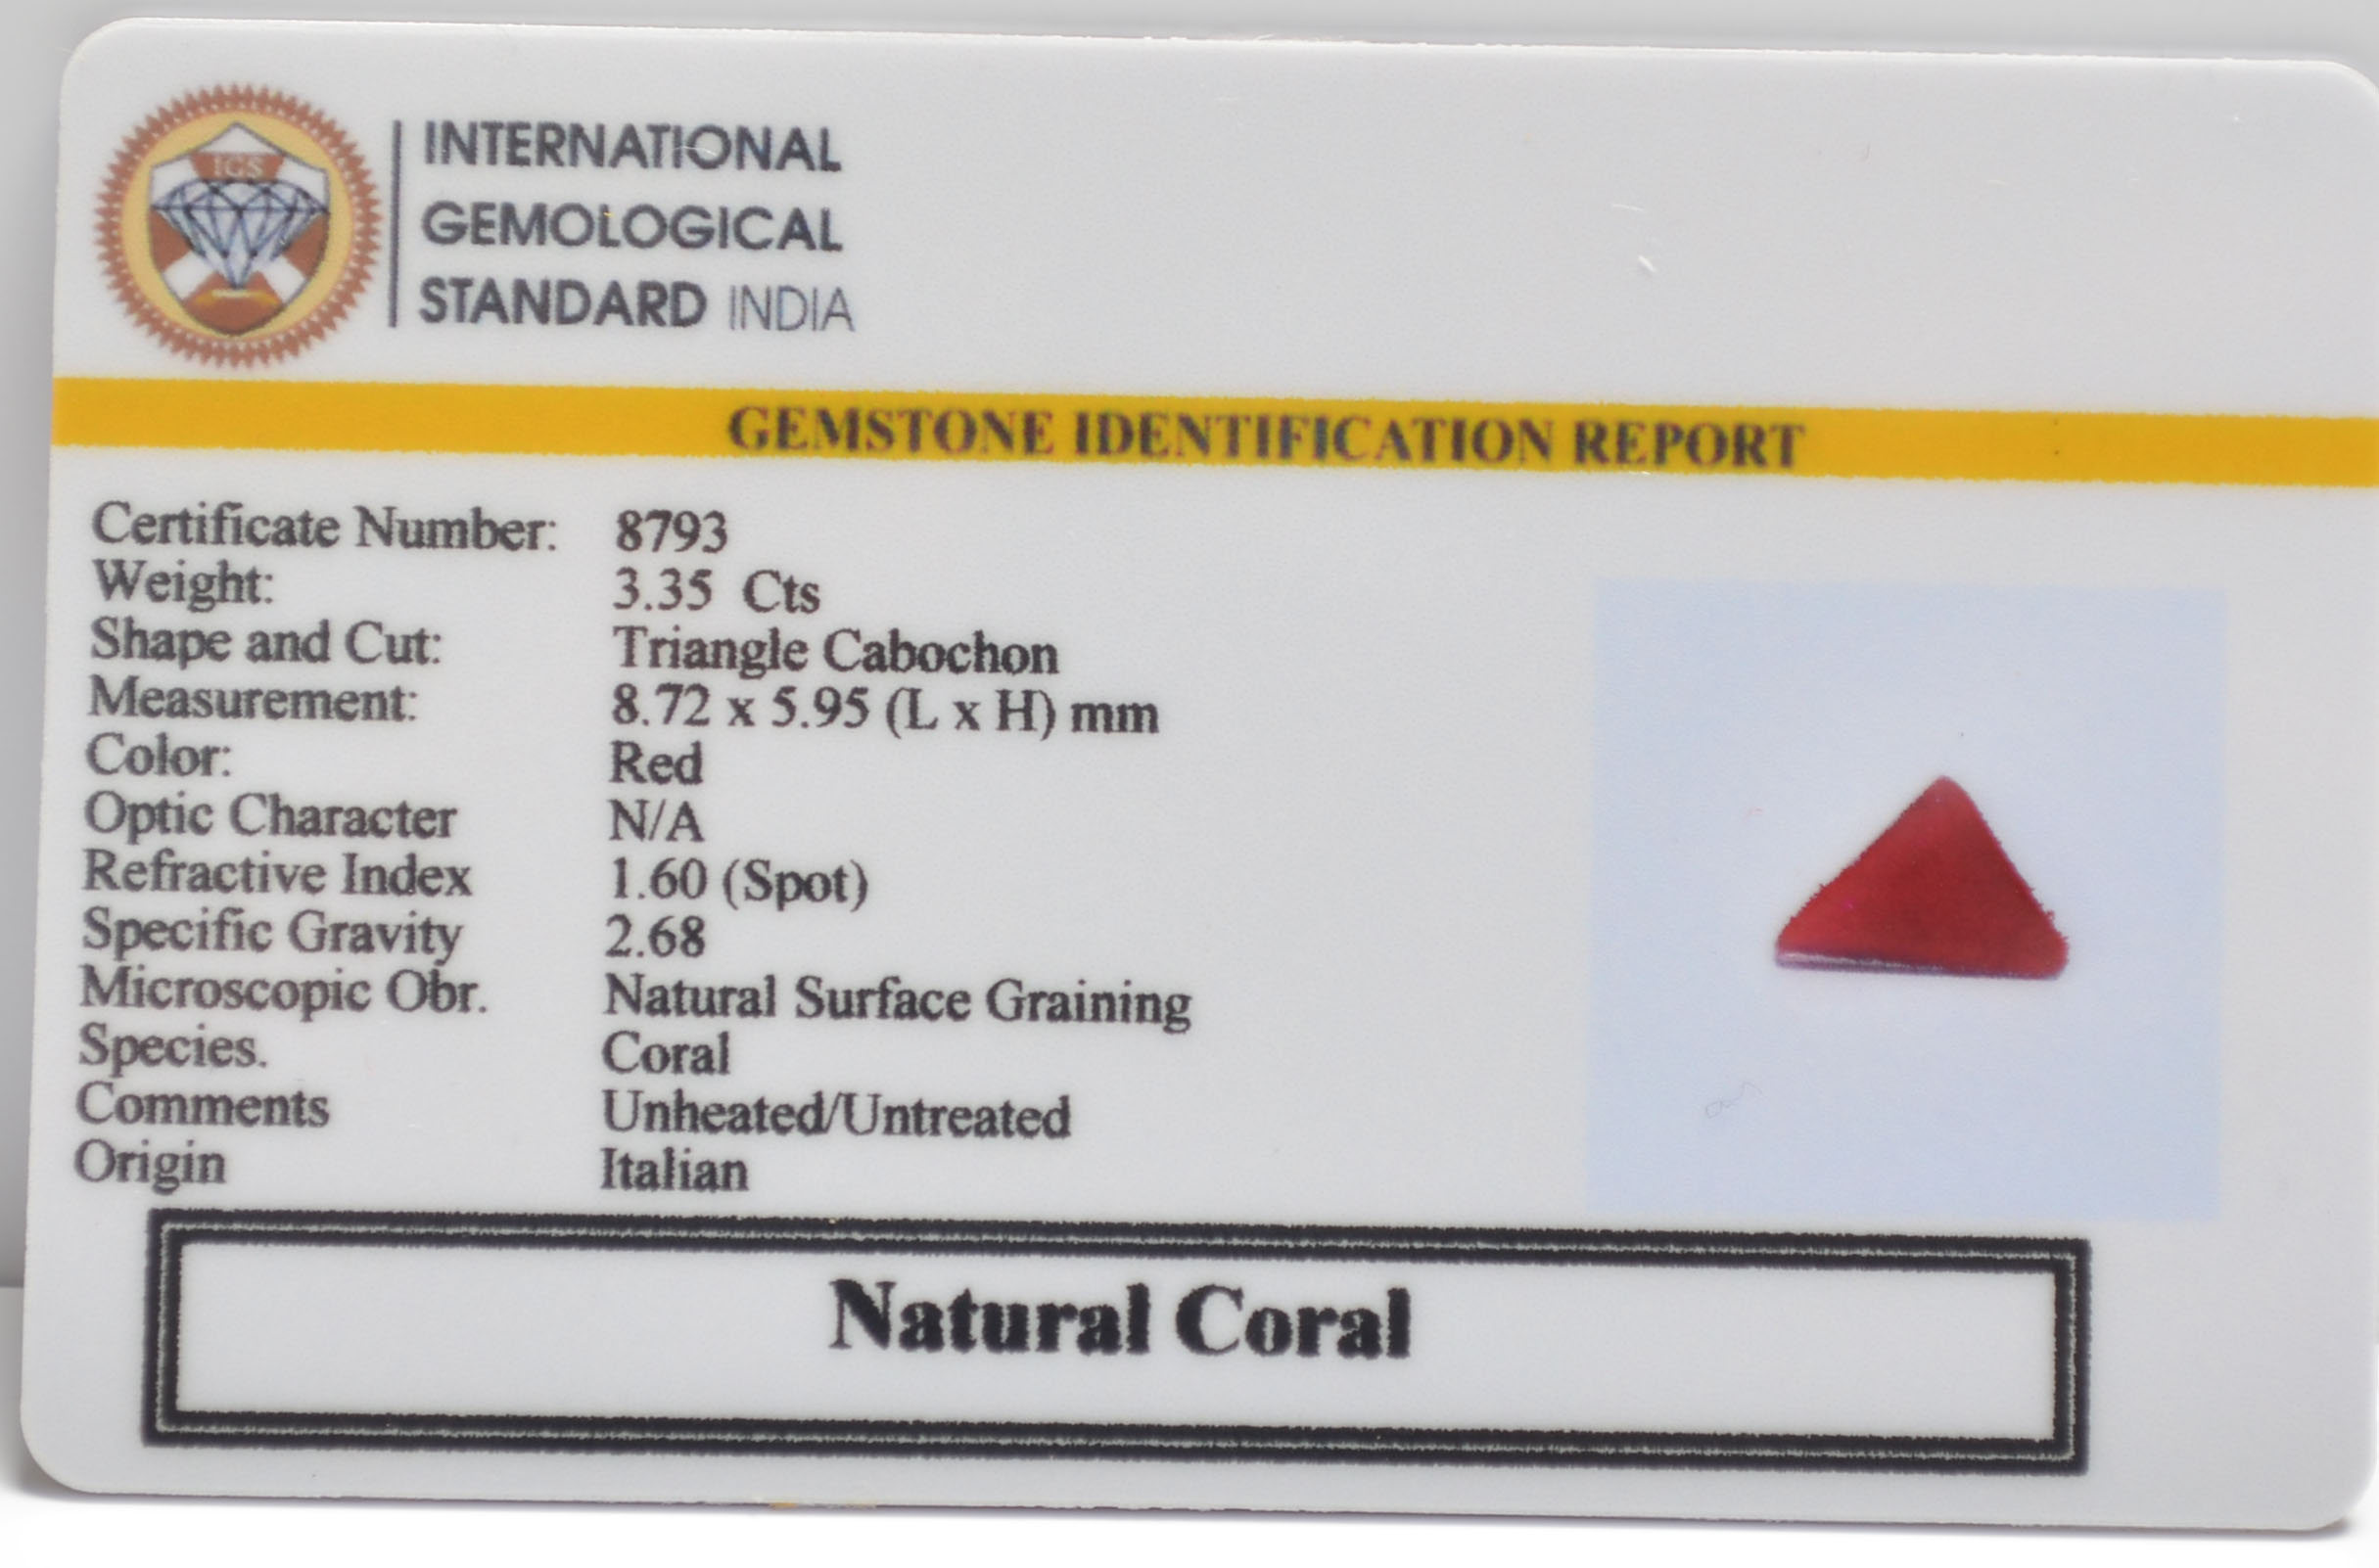 IGS
INTERNATIONAL
GEMOLOGICAL
STANDARD INDIA
GEMSTONE IDENTIFICATION REPORT
Certificate Number: 8793
Weight: 3.35 Cts
Shape and Cut: Triangle Cabochon
Measurement: 8.72 x 5.95 (L x H) mm
Color: Red
Optic Character N/A
Refractive Index 1.60 (Spot)
Specific Gravity 2.68
Microscopic Obr. Natural Surface Graining
Species. Coral
Comments Unheated/Untreated
Origin Italian
Natural Coral